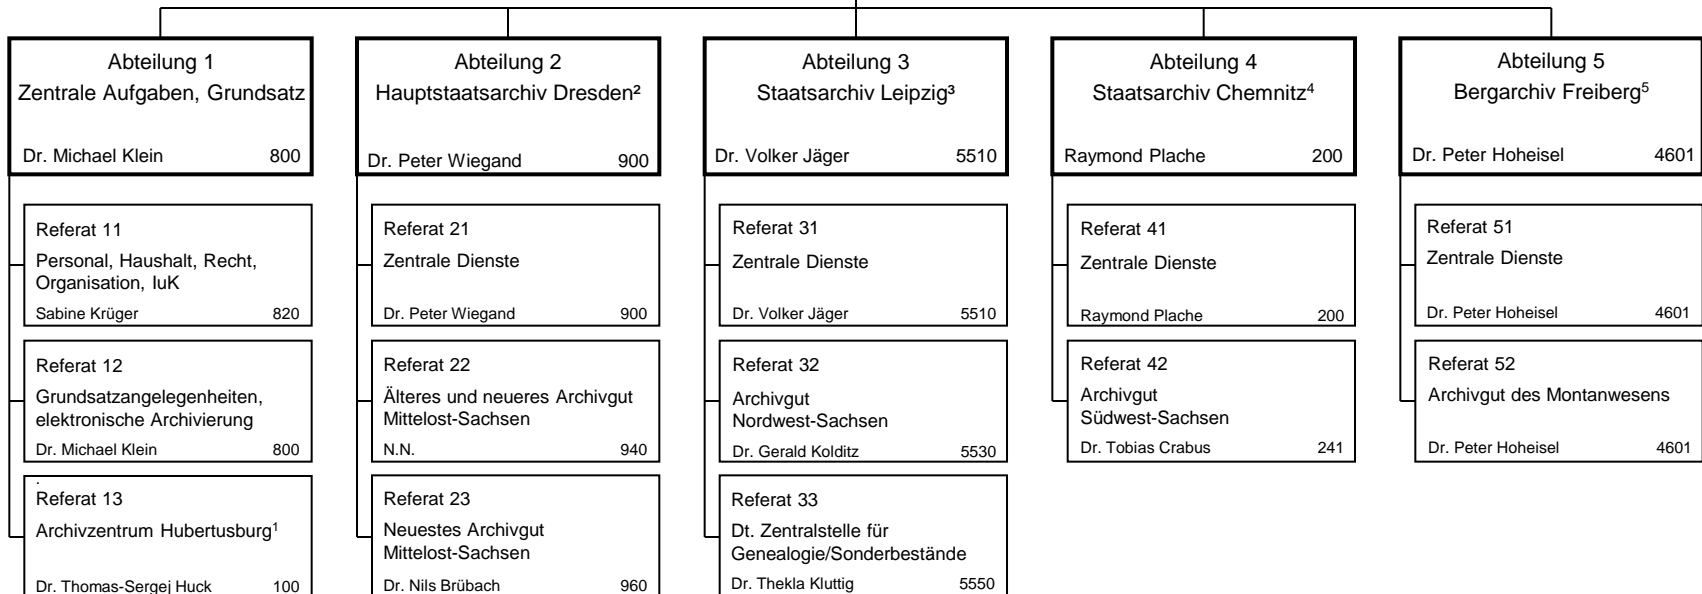 Abteilung 1
Zentrale Aufgaben, Grundsatz
Dr. Michael Klein 800
Referat 11
Personal, Haushalt, Recht,
Organisation, IuK
Sabine Krüger 820
Referat 12
Grundsatzangelegenheiten,
elektronische Archivierung
Dr. Michael Klein 800
.
Referat 13
Archivzentrum Hubertusburg¹
Dr. Thomas-Sergej Huck 100
Abteilung 2
Hauptstaatsarchiv Dresden²
Dr. Peter Wiegand 900
Referat 21
Zentrale Dienste
Dr. Peter Wiegand 900
Referat 22
Älteres und neueres Archivgut
Mittelost-Sachsen
N.N. 940
Referat 23
Neuestes Archivgut
Mittelost-Sachsen
Dr. Nils Brübach 960
Abteilung 3
Staatsarchiv Leipzig³
Dr. Volker Jäger 5510
Referat 31
Zentrale Dienste
Dr. Volker Jäger 5510
Referat 32
Archivgut
Nordwest-Sachsen
Dr. Gerald Kolditz 5530
Referat 33
Dt. Zentralstelle für
Genealogie/Sonderbestände
Dr. Thekla Kluttig 5550
Abteilung 4
Staatsarchiv Chemnitz⁴
Raymond Plache 200
Referat 41
Zentrale Dienste
Raymond Plache 200
Referat 42
Archivgut
Südwest-Sachsen
Dr. Tobias Crabus 241
Abteilung 5
Bergarchiv Freiberg⁵
Dr. Peter Hoheisel 4601
Referat 51
Zentrale Dienste
Dr. Peter Hoheisel 4601
Referat 52
Archivgut des Montanwesens
Dr. Peter Hoheisel 4601